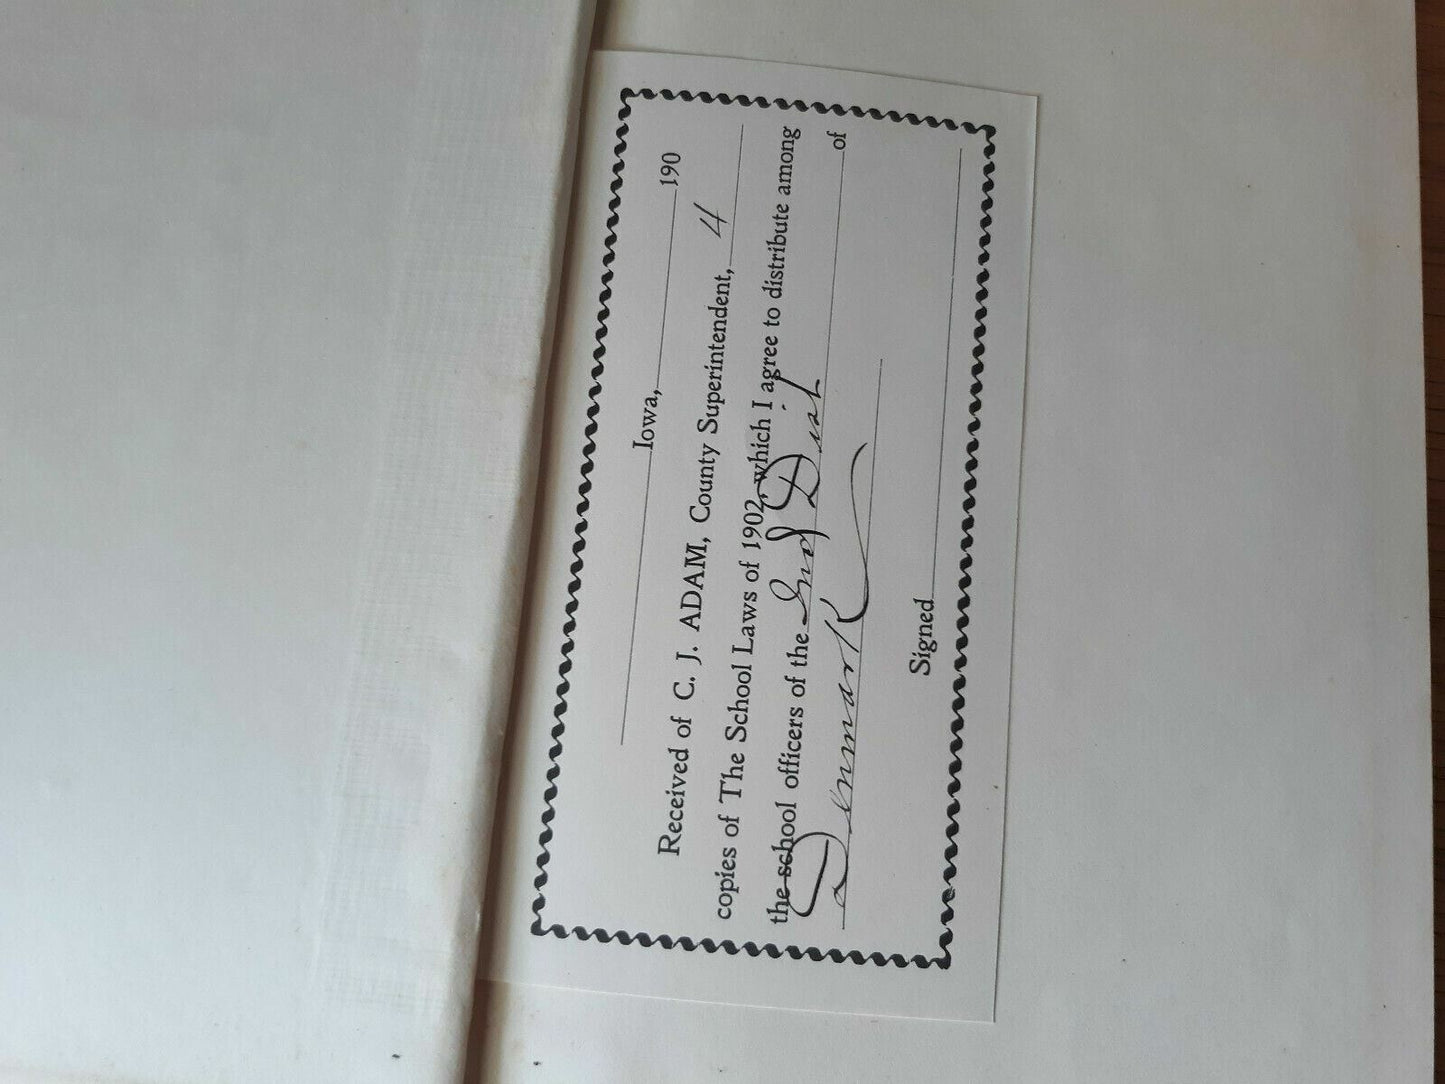 Iowa, 190
Received of C. J. ADAM, County Superintendent, 4
copies of The School Laws of 1902, which I agree to distribute among
the school officers of the Ind Dist of
Denmark
Signed